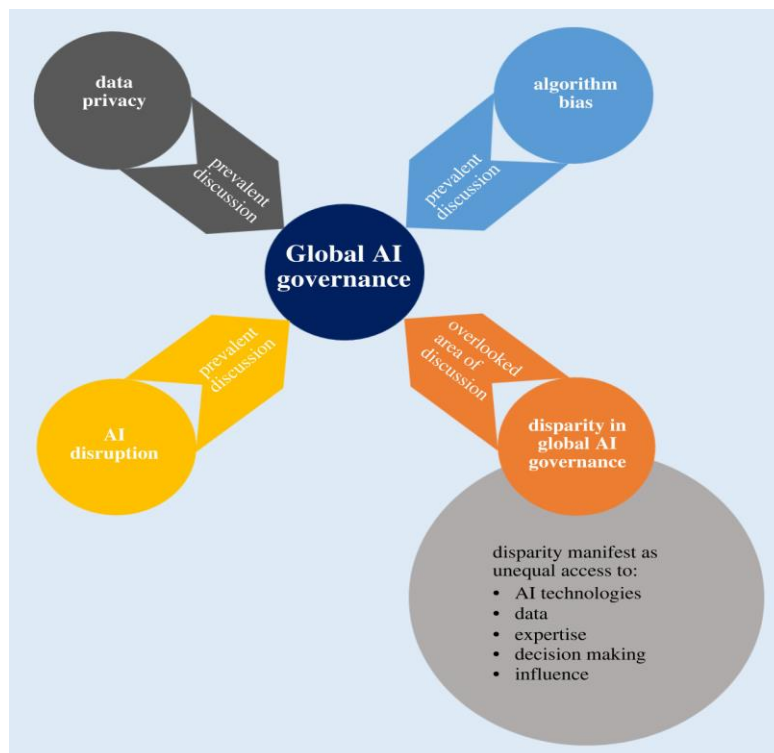 data
privacy
algorithm
bias
prevalent
discussion
prevalent
discussion
Global AI
governance
prevalent
discussion
overlooked
area of
discussion
AI
disruption
disparity in
global AI
governance
disparity manifest as
unequal access to:
• AI technologies
• data
• expertise
• decision making
• influence